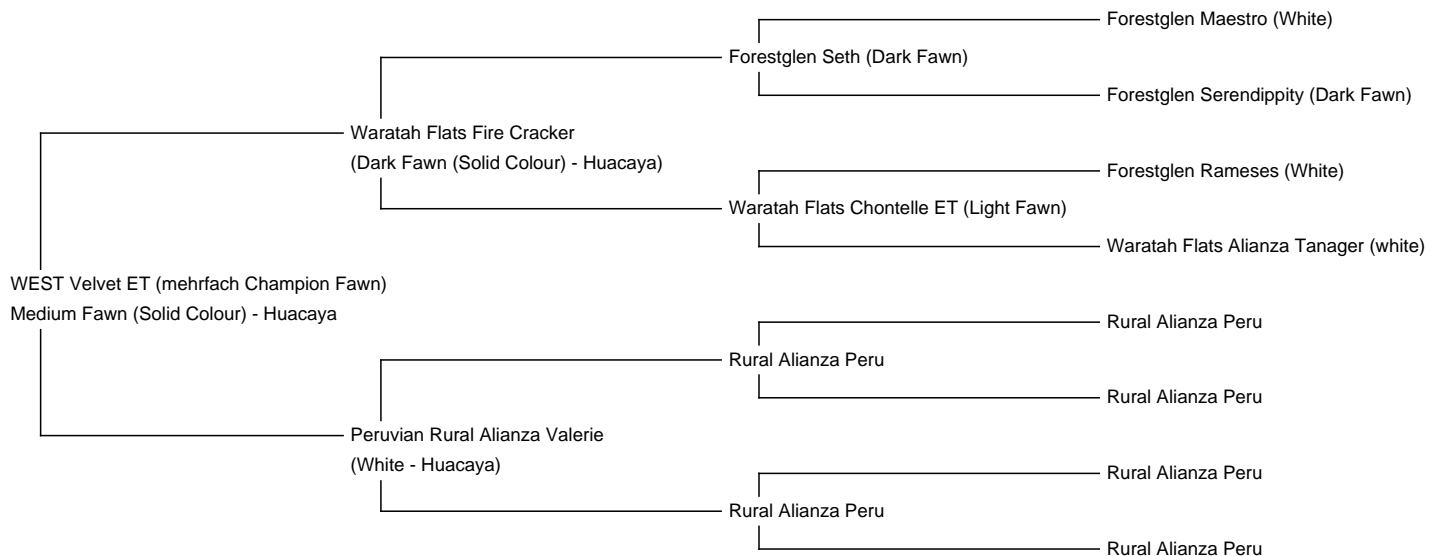 Forestglen Maestro (White)
Forestglen Seth (Dark Fawn)
Forestglen Serendippity (Dark Fawn)
Waratah Flats Fire Cracker
(Dark Fawn (Solid Colour) - Huacaya)
Forestglen Rameses (White)
Waratah Flats Chontelle ET (Light Fawn)
Waratah Flats Alianza Tanager (white)
WEST Velvet ET (mehrfach Champion Fawn)
Medium Fawn (Solid Colour) - Huacaya
Rural Alianza Peru
Rural Alianza Peru
Rural Alianza Peru
Peruvian Rural Alianza Valerie
(White - Huacaya)
Rural Alianza Peru
Rural Alianza Peru
Rural Alianza Peru